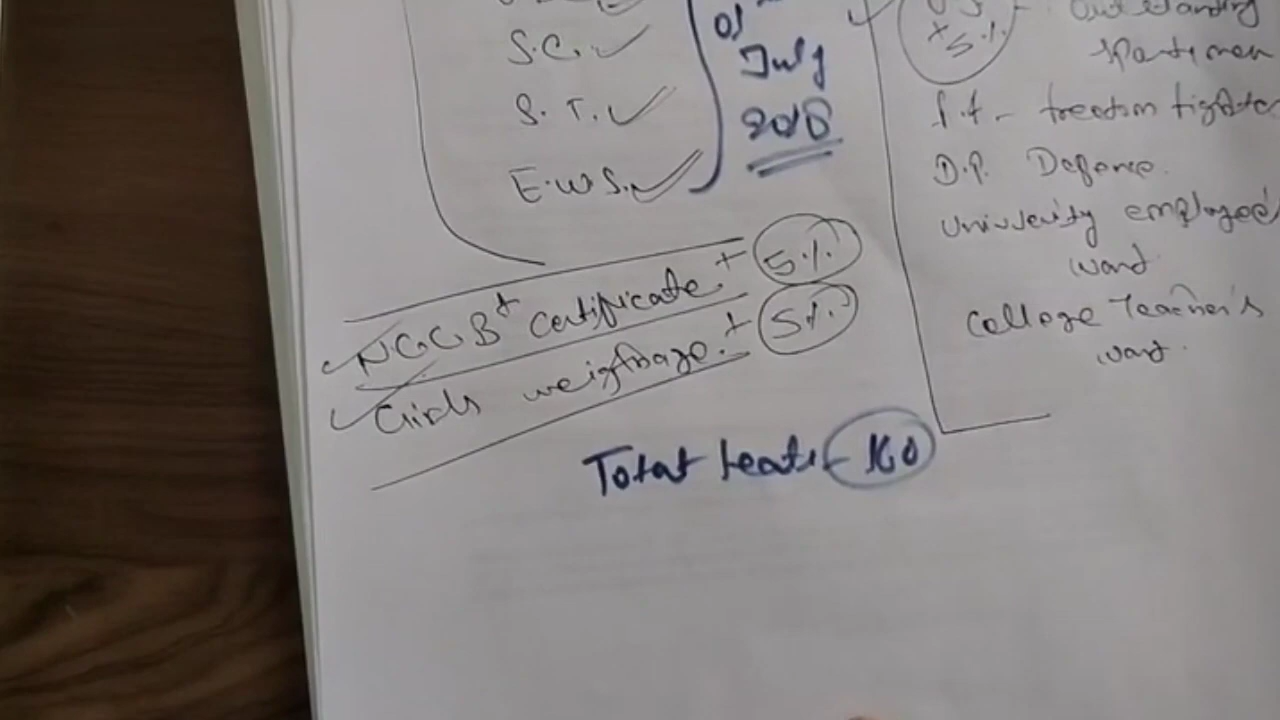 S.C.
S.T.
E.W.S.
01
July
2018
NCC B+ Certificate. + 5%
Girls weightage. + 5%
Total seats - 160
+5%
Outstanding
Sportsmen
f.f - freedom fighter
D.P. Defence.
University employee's
ward
College Teacher's
ward.